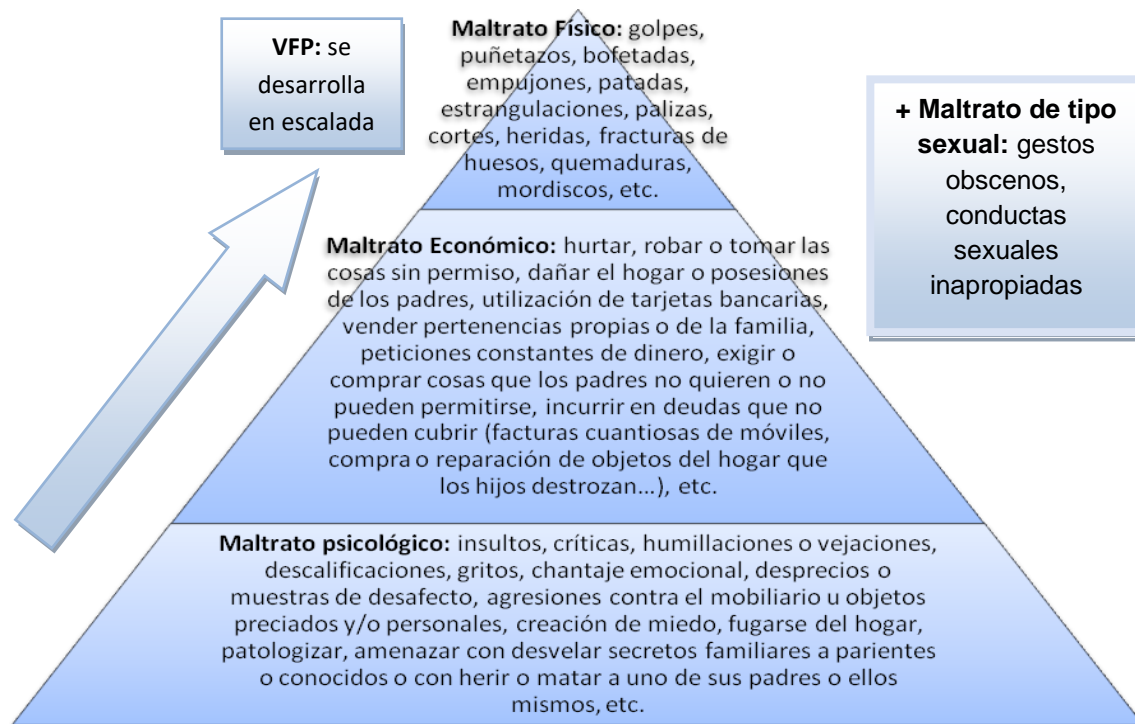 VFP: se
desarrolla
en escalada
Maltrato Físico: golpes,
puñetazos, bofetadas,
empujones, patadas,
estrangulaciones, palizas,
cortes, heridas, fracturas de
huesos, quemaduras,
mordiscos, etc.
+ Maltrato de tipo
sexual: gestos
obscenos,
conductas
sexuales
inapropiadas
Maltrato Económico: hurtar, robar o tomar las
cosas sin permiso, dañar el hogar o posesiones
de los padres, utilización de tarjetas bancarias,
vender pertenencias propias o de la familia,
peticiones constantes de dinero, exigir o
comprar cosas que los padres no quieren o no
pueden permitirse, incurrir en deudas que no
pueden cubrir (facturas cuantiosas de móviles,
compra o reparación de objetos del hogar que
los hijos destrozan...), etc.
Maltrato psicológico: insultos, críticas, humillaciones o vejaciones,
descalificaciones, gritos, chantaje emocional, desprecios o
muestras de desafecto, agresiones contra el mobiliario u objetos
preciados y/o personales, creación de miedo, fugarse del hogar,
patologizar, amenazar con desvelar secretos familiares a parientes
o conocidos o con herir o matar a uno de sus padres o ellos
mismos, etc.